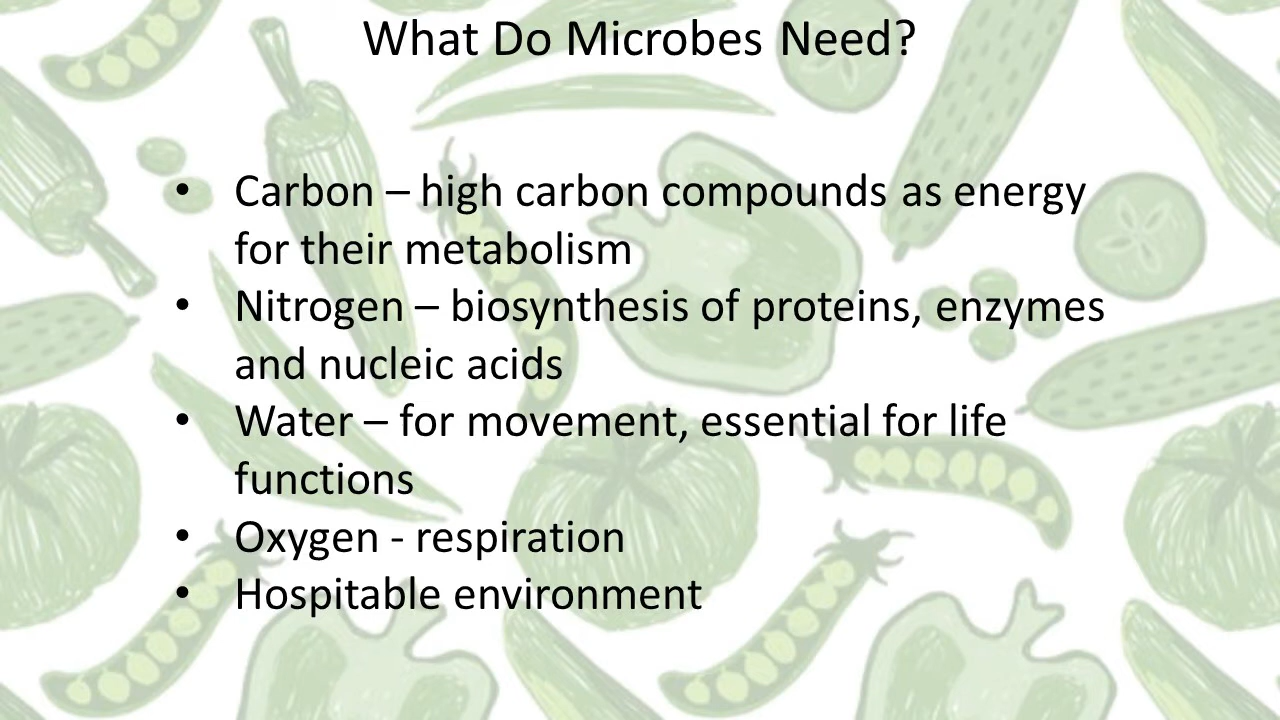 What Do Microbes Need?
• Carbon – high carbon compounds as energy
for their metabolism
• Nitrogen – biosynthesis of proteins, enzymes
and nucleic acids
• Water – for movement, essential for life
functions
• Oxygen - respiration
• Hospitable environment